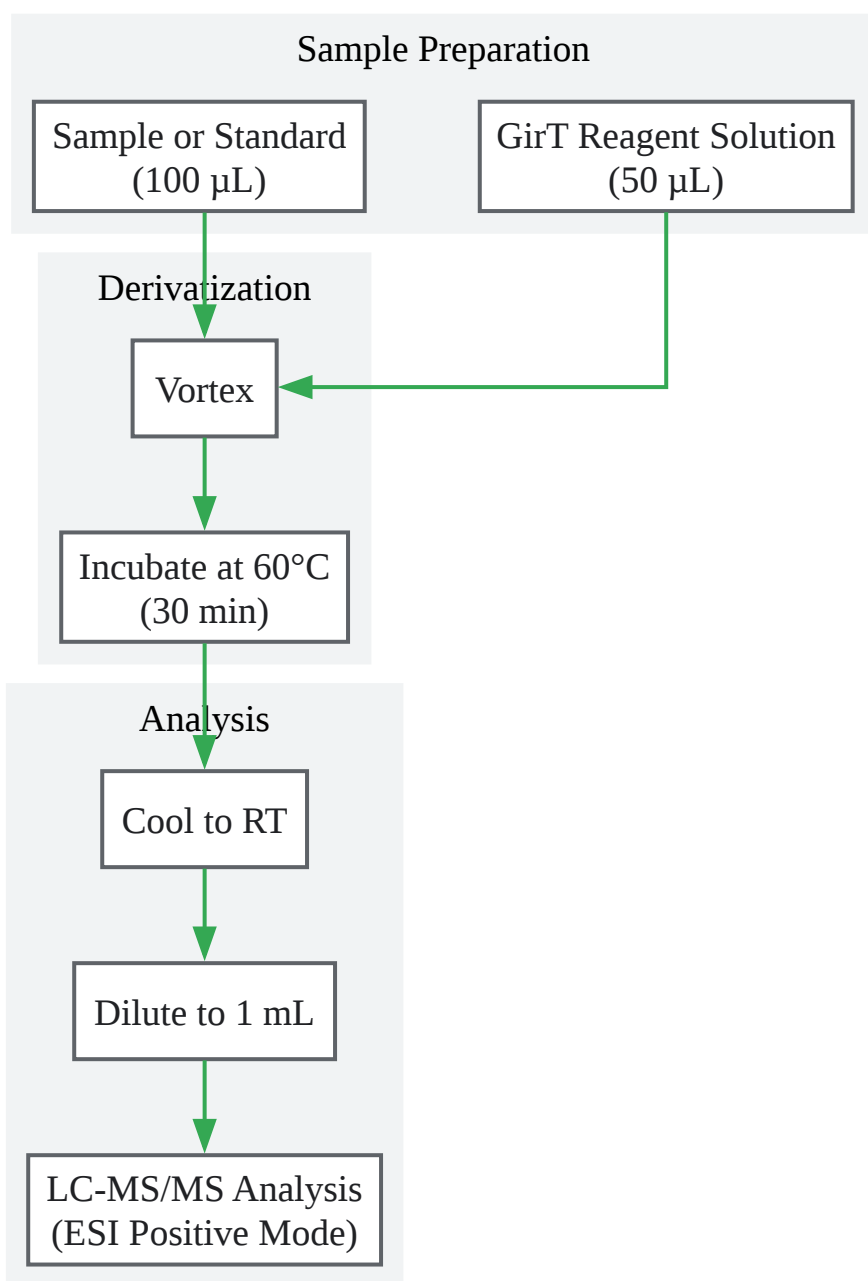 Sample Preparation
Sample or Standard
(100 µL)
GirT Reagent Solution
(50 µL)
Derivatization
Vortex
Incubate at 60°C
(30 min)
Analysis
Cool to RT
Dilute to 1 mL
LC-MS/MS Analysis
(ESI Positive Mode)